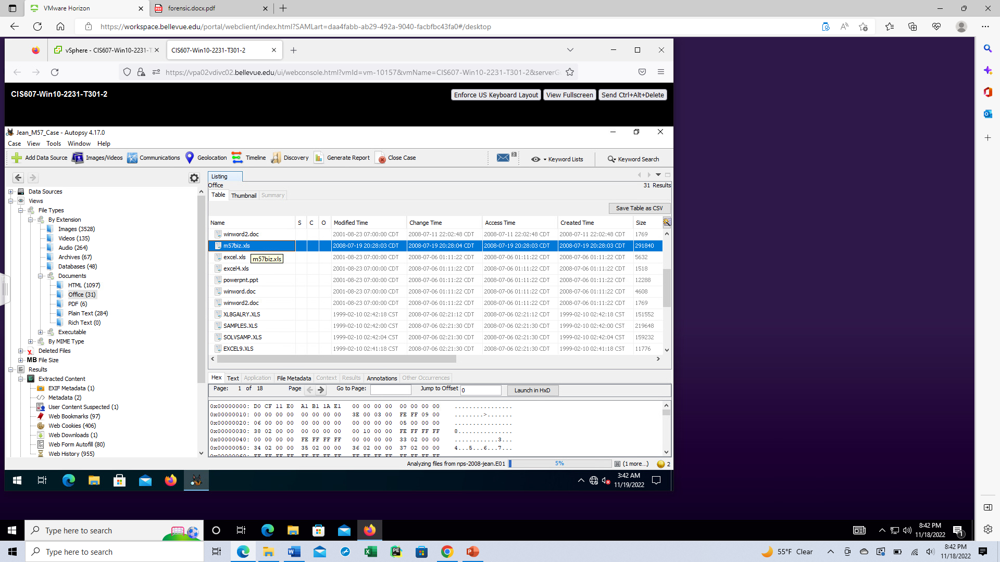 VMware Horizon
forensic.docx.pdf
https://workspace.bellevue.edu/portal/webclient/index.html?SAMLart=daa4fabb-ab29-492a-9040-facbfbc43fa0#/desktop
vSphere - CIS607-Win10-2231-T
CIS607-Win10-2231-T301-2
https://vpa02vdivc02.bellevue.edu/ui/webconsole.html?vmId=vm-10157&vmName=CIS607-Win10-2231-T301-2&serverG
CIS607-Win10-2231-T301-2
Enforce US Keyboard Layout View Fullscreen Send Ctrl+Alt+Delete
Jean_M57_Case - Autopsy 4.17.0
Case View Tools Window Help
Add Data Source Images/Videos Communications Geolocation Timeline Discovery Generate Report Close Case 3 Keyword Lists Keyword Search
Data Sources
Views
File Types
By Extension
Images (3528)
Videos (135)
Audio (264)
Archives (67)
Databases (48)
Documents
HTML (1097)
Office (31)
PDF (6)
Plain Text (284)
Rich Text (0)
Executable
By MIME Type
Deleted Files
MB File Size
Results
Extracted Content
EXIF Metadata (1)
Metadata (2)
User Content Suspected (1)
Web Bookmarks (97)
Web Cookies (406)
Web Downloads (1)
Web Form Autofill (80)
Web History (955)
Listing
Office 31 Results
Table Thumbnail Summary
Save Table as CSV
Name S C O Modified Time Change Time Access Time Created Time Size
winword2.doc 2001-08-23 07:00:00 CDT 2008-07-11 22:02:48 CDT 2008-07-11 22:02:48 CDT 2008-07-11 22:02:48 CDT 1769
m57biz.xls 2008-07-19 20:28:03 CDT 2008-07-19 20:28:04 CDT 2008-07-19 20:28:03 CDT 2008-07-19 20:28:03 CDT 291840
excel.xls 2001-08-23 07:00:00 CDT 2008-07-06 01:11:22 CDT 2008-07-06 01:11:22 CDT 2008-07-06 01:11:22 CDT 5632
m57biz.xls
excel4.xls 2001-08-23 07:00:00 CDT 2008-07-06 01:11:22 CDT 2008-07-06 01:11:22 CDT 2008-07-06 01:11:22 CDT 1518
powerpnt.ppt 2001-08-23 07:00:00 CDT 2008-07-06 01:11:22 CDT 2008-07-06 01:11:22 CDT 2008-07-06 01:11:22 CDT 12288
winword.doc 2001-08-23 07:00:00 CDT 2008-07-06 01:11:22 CDT 2008-07-06 01:11:22 CDT 2008-07-06 01:11:22 CDT 4608
winword2.doc 2001-08-23 07:00:00 CDT 2008-07-06 01:11:22 CDT 2008-07-06 01:11:22 CDT 2008-07-06 01:11:22 CDT 1769
XL8GALRY.XLS 1999-02-10 02:42:18 CST 2008-07-06 02:21:12 CDT 2008-07-06 02:21:12 CDT 1999-02-10 02:42:18 CST 151552
SAMPLES.XLS 1999-02-10 02:42:00 CST 2008-07-06 02:21:30 CDT 2008-07-06 02:21:30 CDT 1999-02-10 02:42:00 CST 219648
SOLVSAMP.XLS 1999-02-10 02:42:04 CST 2008-07-06 02:21:30 CDT 2008-07-06 02:21:30 CDT 1999-02-10 02:42:04 CST 159232
EXCEL9.XLS 1999-02-10 02:41:18 CST 2008-07-06 02:21:30 CDT 2008-07-06 02:21:30 CDT 1999-02-10 02:41:18 CST 11776
Hex Text Application File Metadata Context Results Annotations Other Occurrences
Page: 1 of 18 Page Go to Page: Jump to Offset 0 Launch in HxD
0x00000000: D0 CF 11 E0 A1 B1 1A E1 00 00 00 00 00 00 00 00 ................
0x00000010: 00 00 00 00 00 00 00 00 3E 00 03 00 FE FF 09 00 ........>.......
0x00000020: 06 00 00 00 00 00 00 00 00 00 00 00 05 00 00 00 ................
0x00000030: 38 02 00 00 00 00 00 00 00 10 00 00 FE FF FF FF 8...............
0x00000040: 00 00 00 00 FE FF FF FF 00 00 00 00 33 02 00 00 ............3...
0x00000050: 34 02 00 00 35 02 00 00 36 02 00 00 37 02 00 00 4...5...6...7...
Analyzing files from nps-2008-jean.E01 5% (1 more...) 2
3:42 AM
11/19/2022
Type here to search
8:42 PM
11/18/2022
1
Type here to search
55°F Clear
8:42 PM
11/18/2022